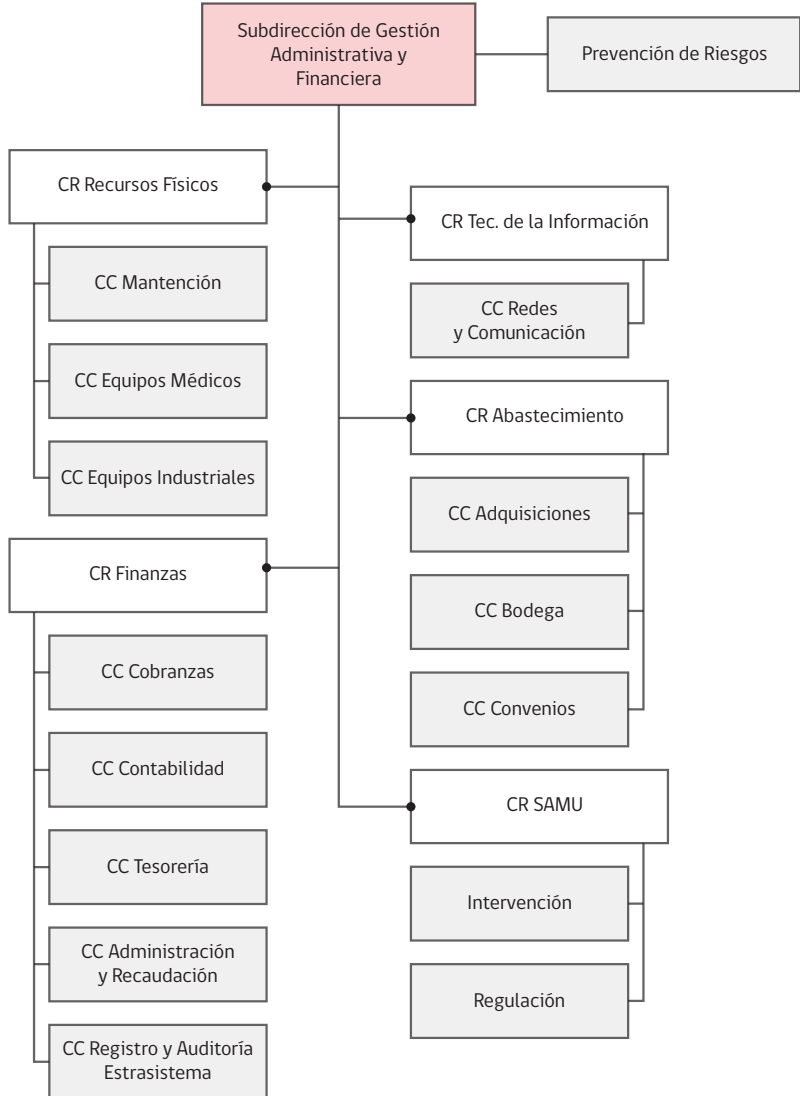 Subdirección de Gestión
Administrativa y
Financiera
Prevención de Riesgos
CR Recursos Físicos
CC Mantención
CC Equipos Médicos
CC Equipos Industriales
CR Finanzas
CC Cobranzas
CC Contabilidad
CC Tesorería
CC Administración
y Recaudación
CC Registro y Auditoría
Estrasistema
CR Tec. de la Información
CC Redes
y Comunicación
CR Abastecimiento
CC Adquisiciones
CC Bodega
CC Convenios
CR SAMU
Intervención
Regulación